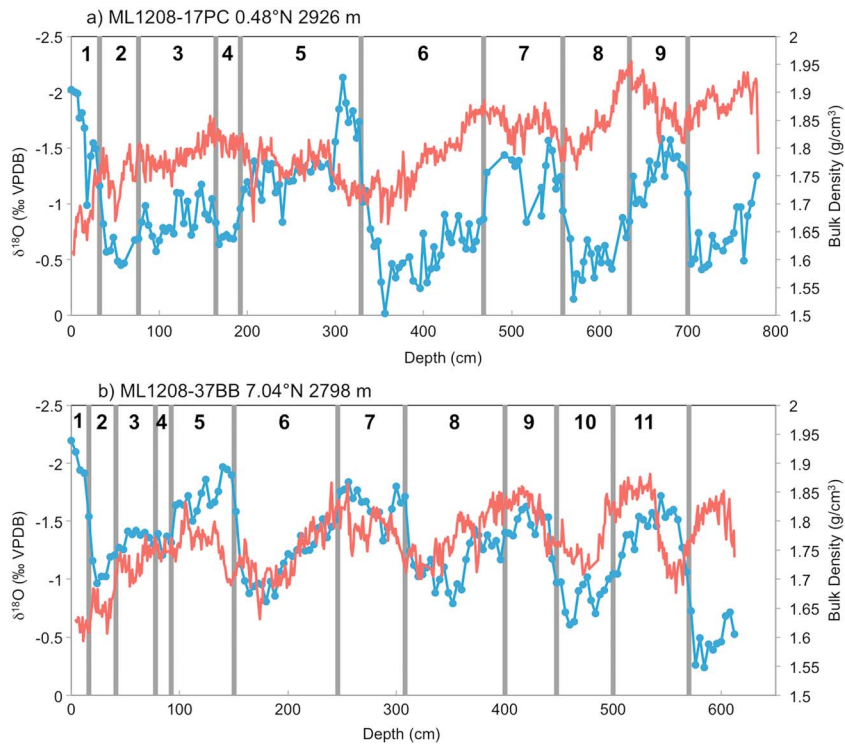 a) ML1208-17PC 0.48°N 2926 m
-2.5
-2
-1.5
-1
-0.5
0
δ¹⁸O (‰ VPDB)
1 2 3 4 5 6 7 8 9
2
1.95
1.9
1.85
1.8
1.75
1.7
1.65
1.6
1.55
1.5
Bulk Density (g/cm³)
0 100 200 300 400 500 600 700 800
Depth (cm)
b) ML1208-37BB 7.04°N 2798 m
-2.5
-2
-1.5
-1
-0.5
0
δ¹⁸O (‰ VPDB)
1 2 3 4 5 6 7 8 9 10 11
2
1.95
1.9
1.85
1.8
1.75
1.7
1.65
1.6
1.55
1.5
Bulk Density (g/cm³)
0 100 200 300 400 500 600
Depth (cm)